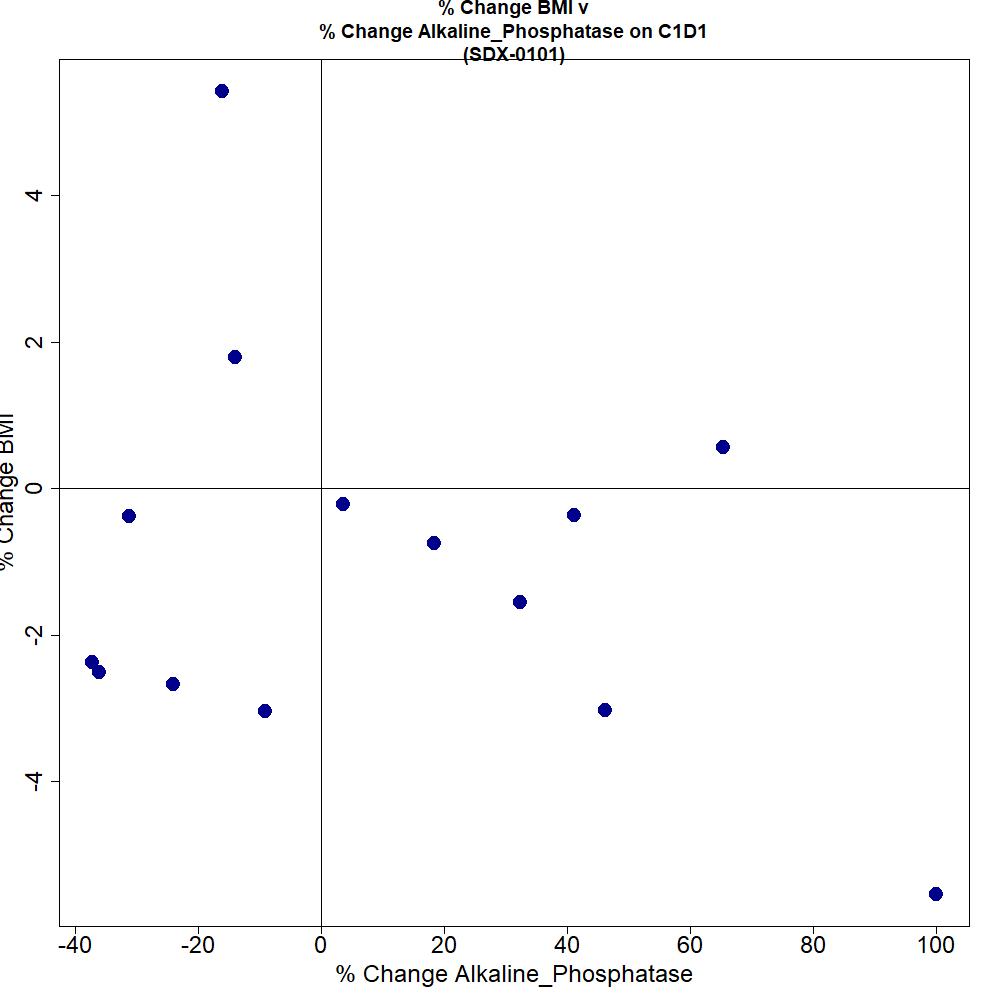 % Change BMI v
% Change Alkaline_Phosphatase on C1D1
(SDX-0101)
% Change BMI
4
2
0
-2
-4
-40 -20 0 20 40 60 80 100
% Change Alkaline_Phosphatase